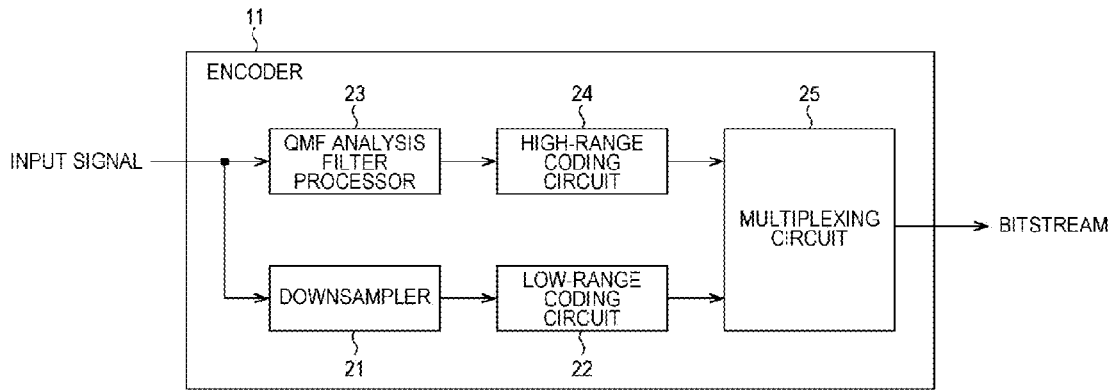 11
ENCODER
23
24
25
INPUT SIGNAL
QMF ANALYSIS
FILTER
PROCESSOR
HIGH-RANGE
CODING
CIRCUIT
MULTIPLEXING
CIRCUIT
BITSTREAM
DOWNSAMPLER
LOW-RANGE
CODING
CIRCUIT
21
22